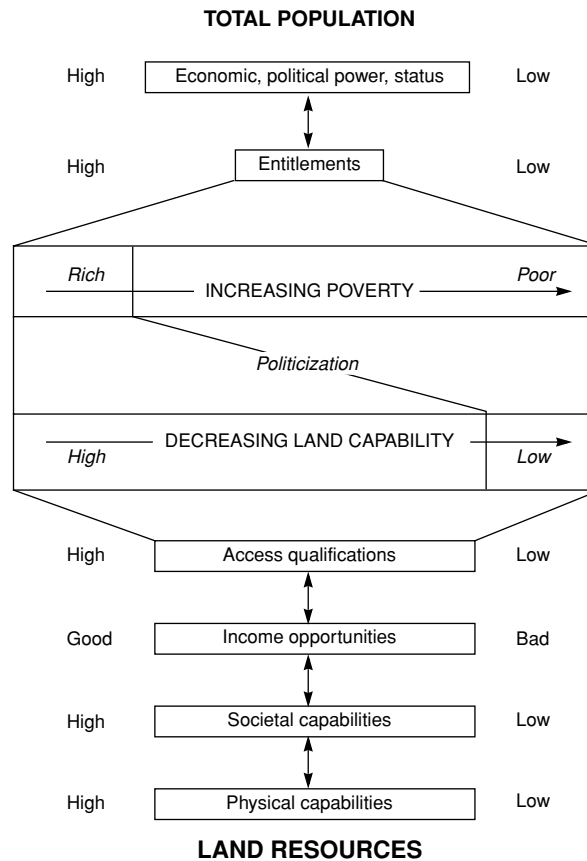 TOTAL POPULATION
High Economic, political power, status Low
High Entitlements Low
Rich Poor
INCREASING POVERTY
Politicization
DECREASING LAND CAPABILITY
High Low
High Access qualifications Low
Good Income opportunities Bad
High Societal capabilities Low
High Physical capabilities Low
LAND RESOURCES